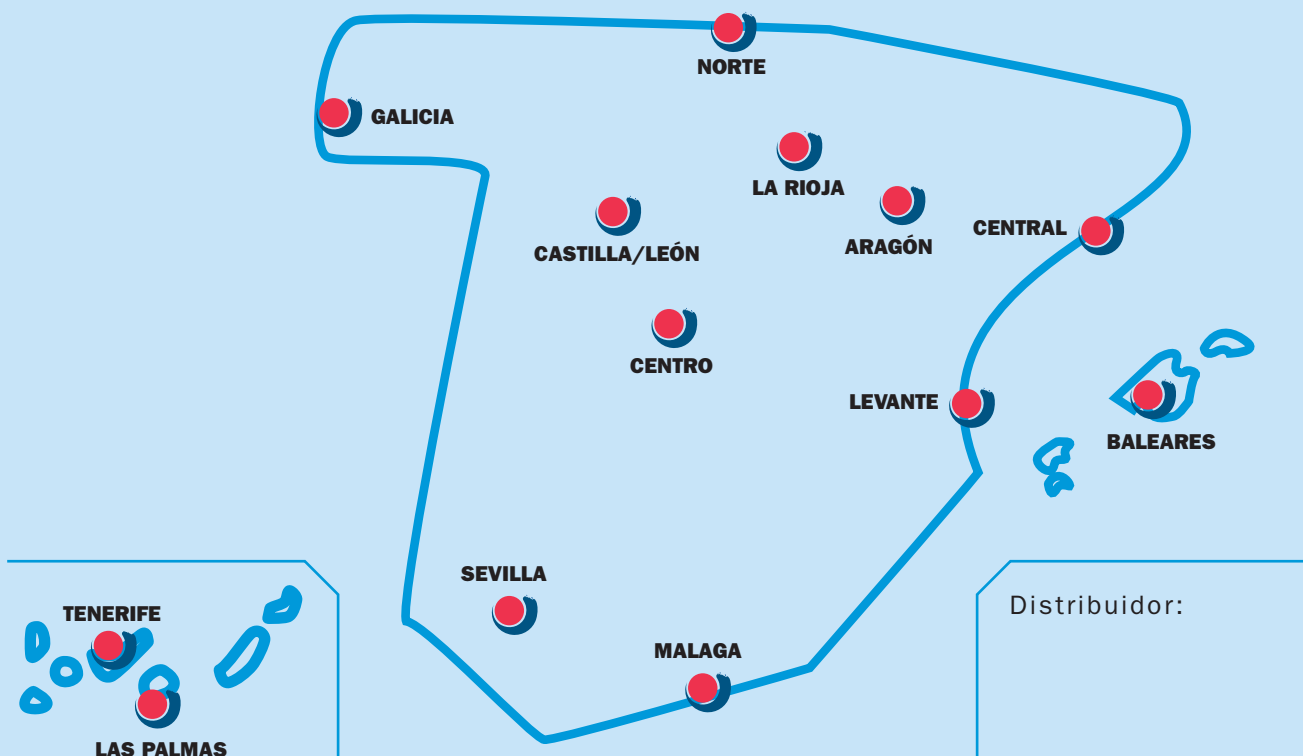 NORTE
GALICIA
LA RIOJA
CASTILLA/LEÓN
ARAGÓN
CENTRAL
CENTRO
LEVANTE
BALEARES
SEVILLA
MALAGA
TENERIFE
LAS PALMAS
Distribuidor: